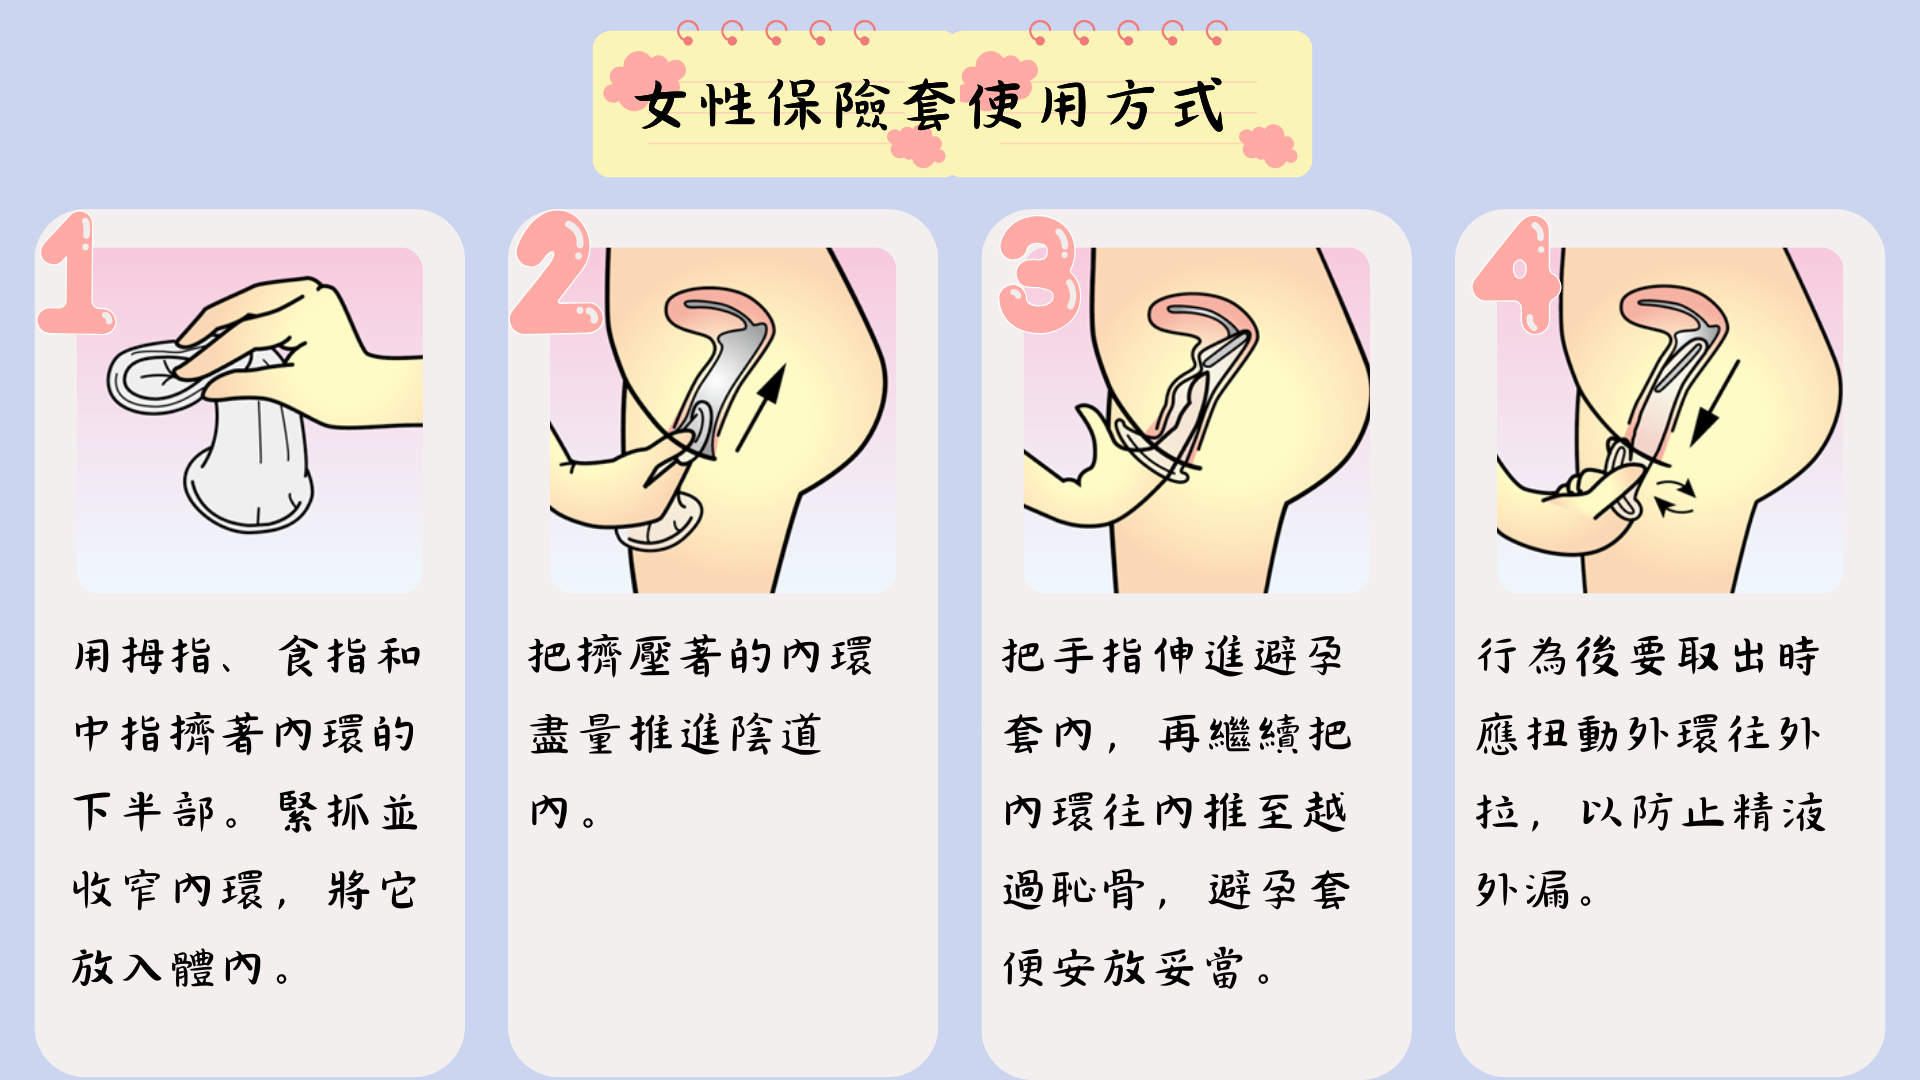 女性保險套使用方式
1
用拇指、食指和
中指擠著內環的
下半部。緊抓並
收窄內環，將它
放入體內。
2
把擠壓著的內環
盡量推進陰道
內。
3
把手指伸進避孕
套內，再繼續把
內環往內推至越
過恥骨，避孕套
便安放妥當。
4
行為後要取出時
應扭動外環往外
拉，以防止精液
外漏。